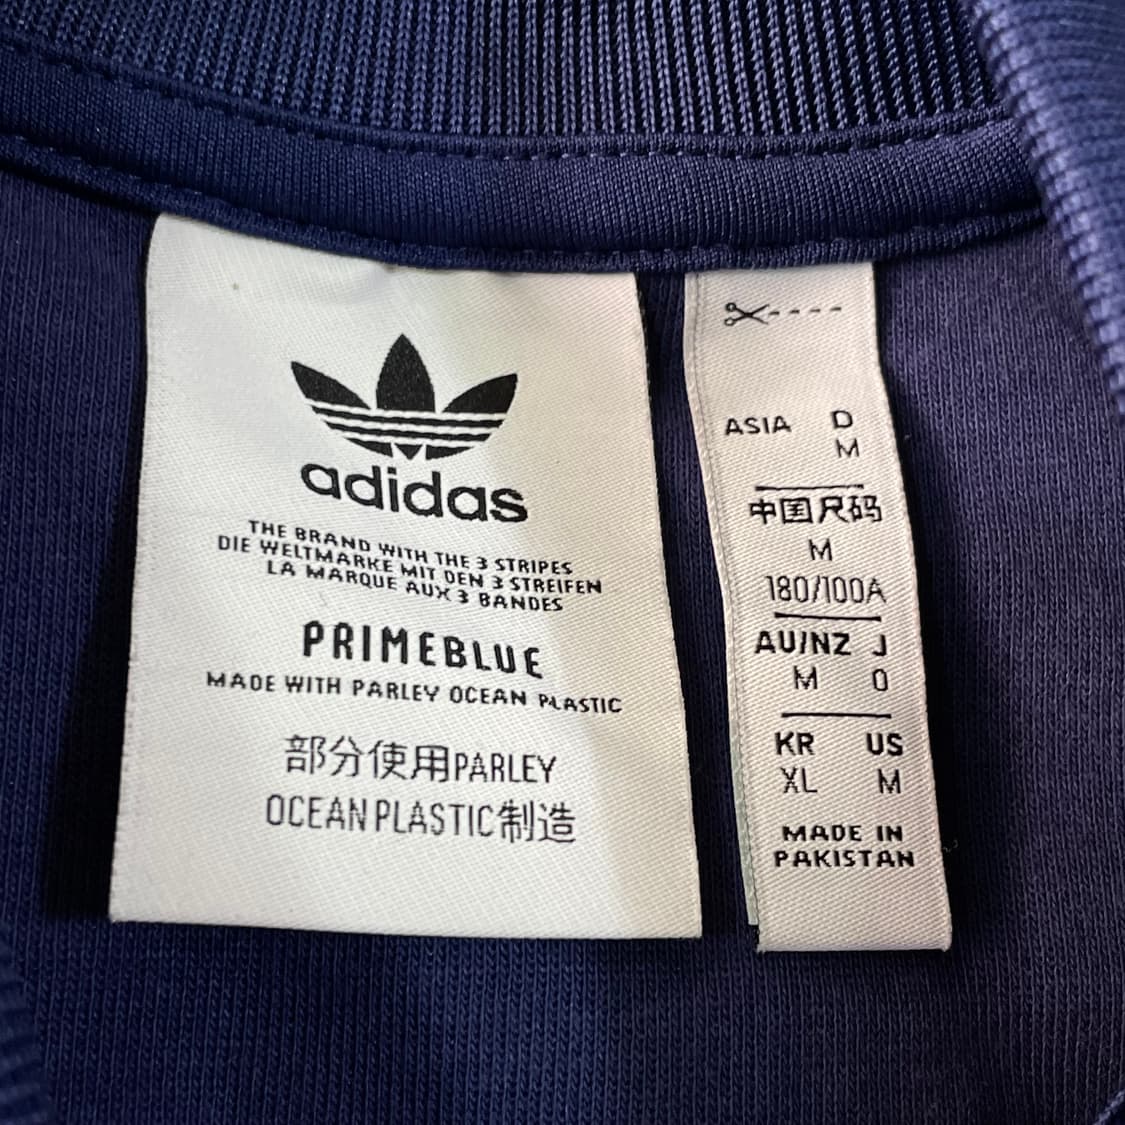 adidas
THE BRAND WITH THE 3 STRIPES
DIE WELTMARKE MIT DEN 3 STREIFEN
LA MARQUE AUX 3 BANDES
PRIMEBLUE
MADE WITH PARLEY OCEAN PLASTIC
部分使用PARLEY
OCEAN PLASTIC制造
ASIA D
M
中国尺码
M
180/100A
AU/NZ J
M O
KR US
XL M
MADE IN
PAKISTAN